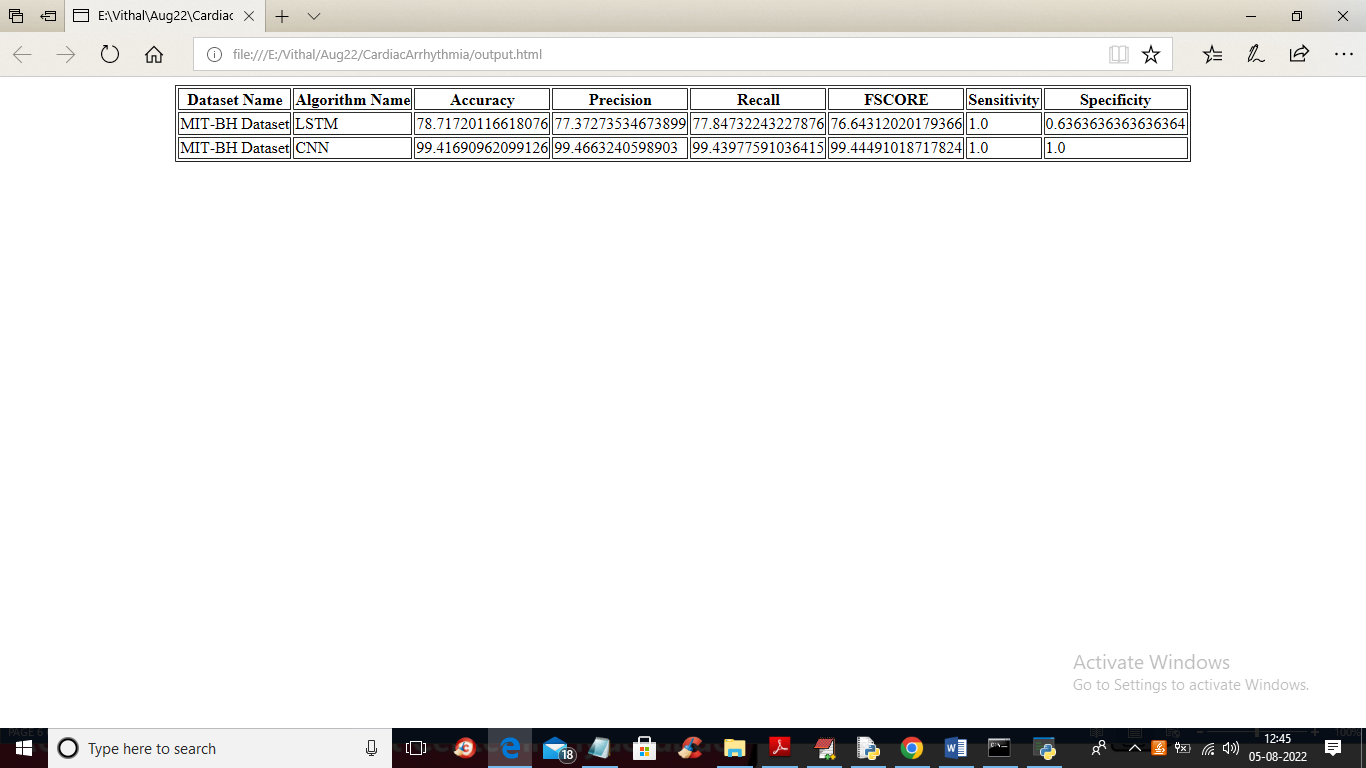 E:\Vithal\Aug22\Cardiac
file:///E:/Vithal/Aug22/CardiacArrhythmia/output.html
Dataset Name Algorithm Name Accuracy Precision Recall FSCORE Sensitivity Specificity
MIT-BH Dataset LSTM 78.71720116618076 77.37273534673899 77.84732243227876 76.64312020179366 1.0 0.6363636363636364
MIT-BH Dataset CNN 99.41690962099126 99.4663240598903 99.43977591036415 99.44491018717824 1.0 1.0
Activate Windows
Go to Settings to activate Windows.
PAGE 6
100%
Type here to search
18
12:45
05-08-2022